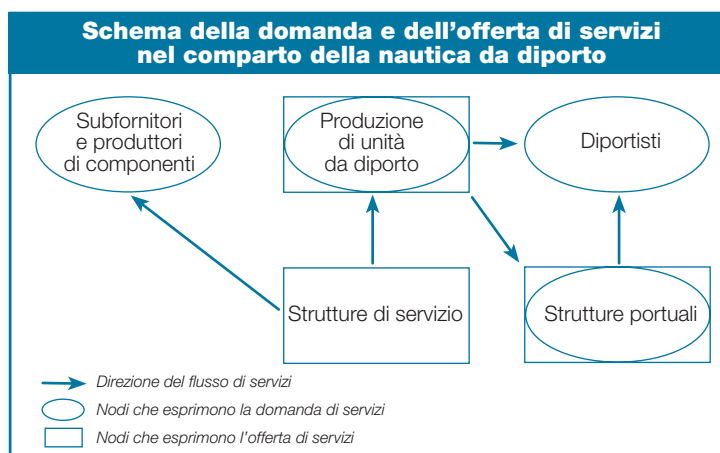 Schema della domanda e dell'offerta di servizi
nel comparto della nautica da diporto
Subfornitori
e produttori
di componenti
Produzione
di unità
da diporto
Diportisti
Strutture di servizio
Strutture portuali
Direzione del flusso di servizi
Nodi che esprimono la domanda di servizi
Nodi che esprimono l'offerta di servizi